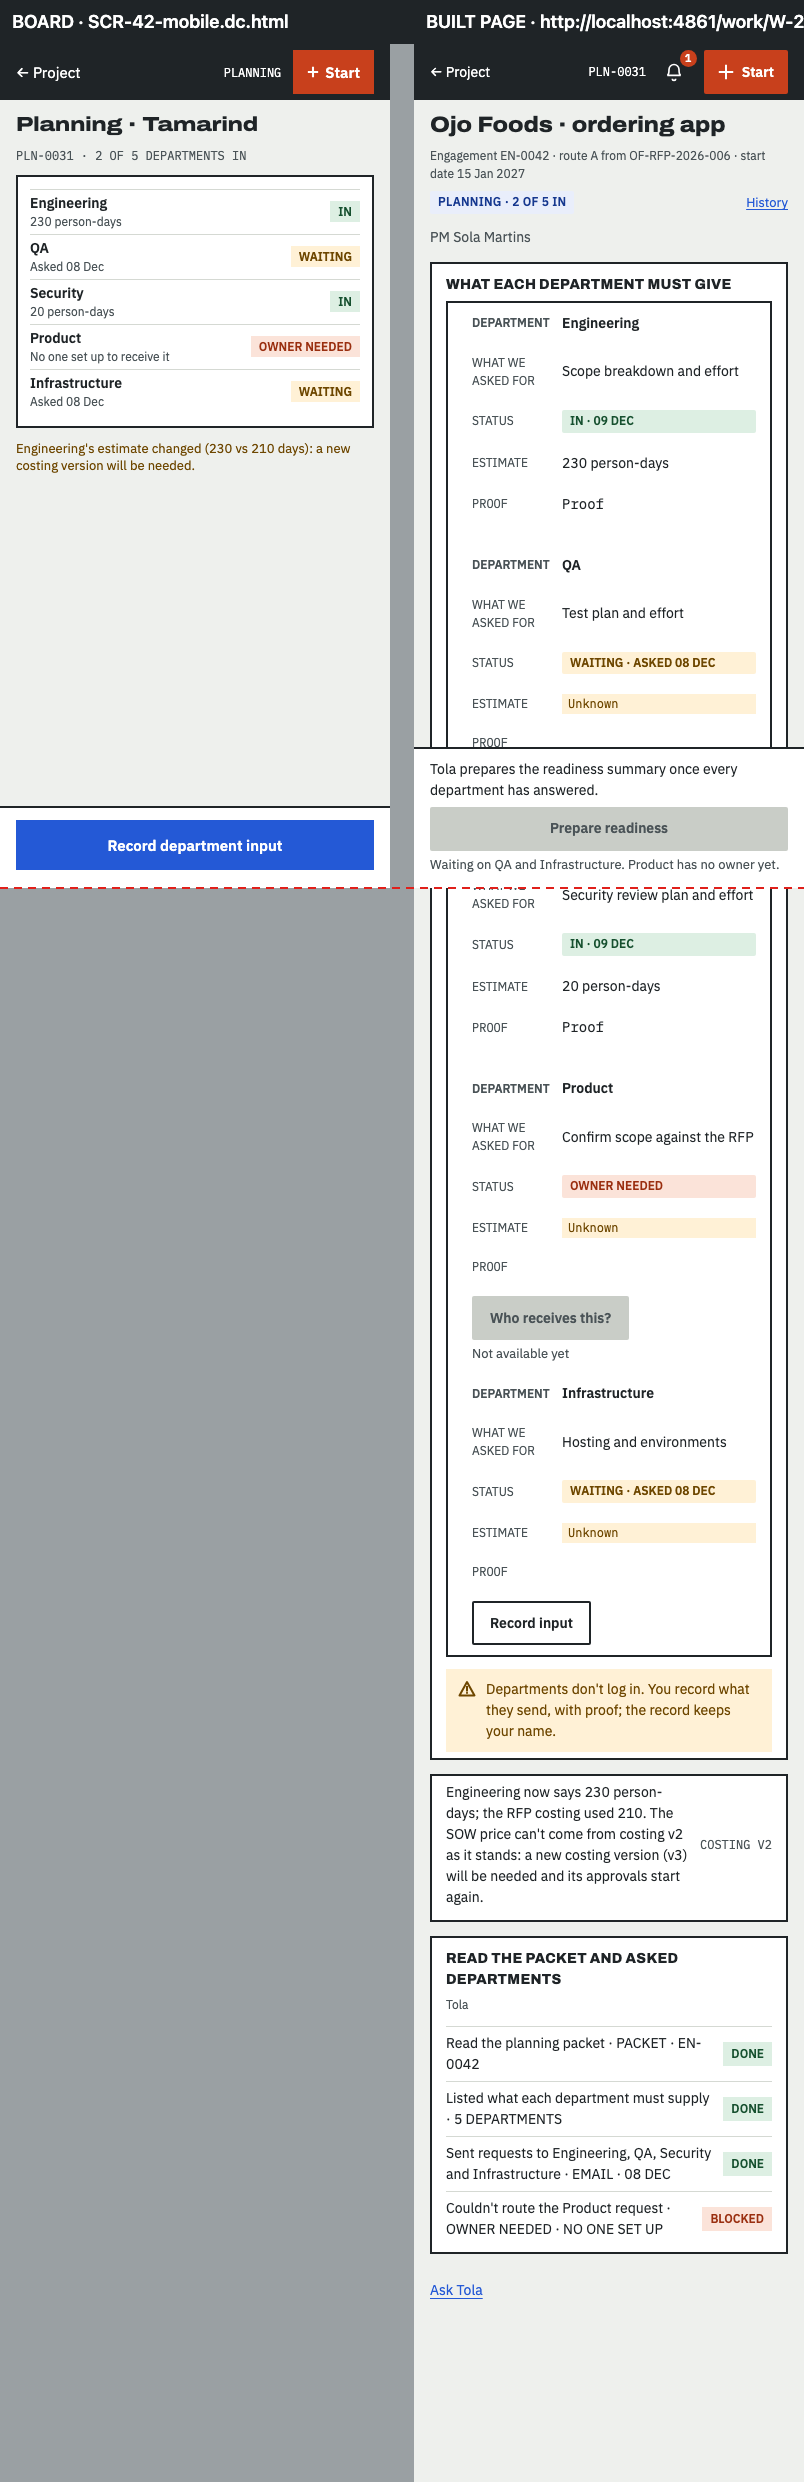 BOARD · SCR-42-mobile.dc.html
← Project
PLANNING
+ Start
Planning · Tamarind
PLN-0031 · 2 OF 5 DEPARTMENTS IN
Engineering
230 person-days
IN
QA
Asked 08 Dec
WAITING
Security
20 person-days
IN
Product
No one set up to receive it
OWNER NEEDED
Infrastructure
Asked 08 Dec
WAITING
Engineering's estimate changed (230 vs 210 days): a new
costing version will be needed.
Record department input
BUILT PAGE · http://localhost:4861/work/W-2
← Project
PLN-0031
1
+ Start
Ojo Foods · ordering app
Engagement EN-0042 · route A from OF-RFP-2026-006 · start
date 15 Jan 2027
PLANNING · 2 OF 5 IN
History
PM Sola Martins
WHAT EACH DEPARTMENT MUST GIVE
DEPARTMENT Engineering
WHAT WE
ASKED FOR
Scope breakdown and effort
STATUS
IN · 09 DEC
ESTIMATE
230 person-days
PROOF
Proof
DEPARTMENT QA
WHAT WE
ASKED FOR
Test plan and effort
STATUS
WAITING · ASKED 08 DEC
ESTIMATE
Unknown
PROOF
Tola prepares the readiness summary once every
department has answered.
Prepare readiness
Waiting on QA and Infrastructure. Product has no owner yet.
ASKED FOR
Security review plan and effort
STATUS
IN · 09 DEC
ESTIMATE
20 person-days
PROOF
Proof
DEPARTMENT Product
WHAT WE
ASKED FOR
Confirm scope against the RFP
STATUS
OWNER NEEDED
ESTIMATE
Unknown
PROOF
Who receives this?
Not available yet
DEPARTMENT Infrastructure
WHAT WE
ASKED FOR
Hosting and environments
STATUS
WAITING · ASKED 08 DEC
ESTIMATE
Unknown
PROOF
Record input
Departments don't log in. You record what
they send, with proof; the record keeps
your name.
Engineering now says 230 person-
days; the RFP costing used 210. The
SOW price can't come from costing v2
as it stands: a new costing version (v3)
will be needed and its approvals start
again.
COSTING V2
READ THE PACKET AND ASKED
DEPARTMENTS
Tola
Read the planning packet · PACKET · EN-
0042
DONE
Listed what each department must supply
· 5 DEPARTMENTS
DONE
Sent requests to Engineering, QA, Security
and Infrastructure · EMAIL · 08 DEC
DONE
Couldn't route the Product request ·
OWNER NEEDED · NO ONE SET UP
BLOCKED
Ask Tola